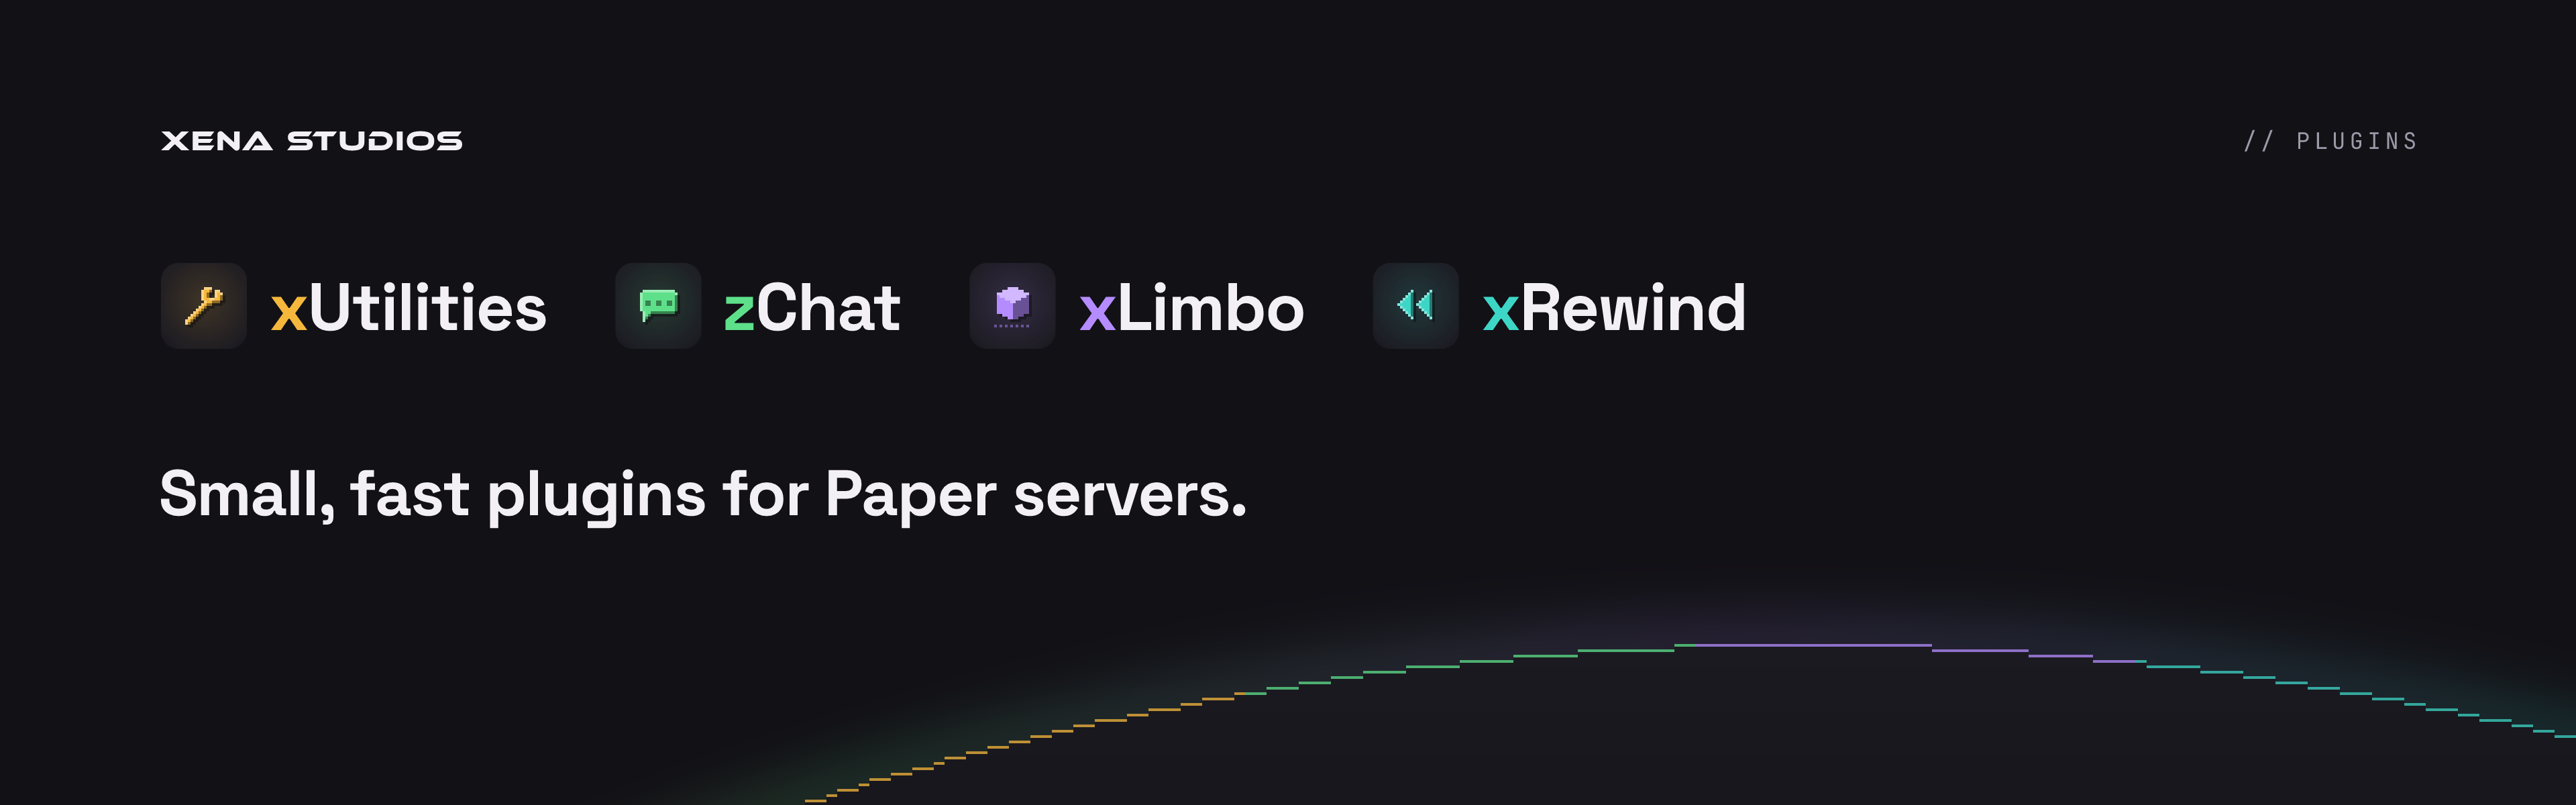 XENA STUDIOS
// PLUGINS
xUtilities zChat xLimbo xRewind
Small, fast plugins for Paper servers.